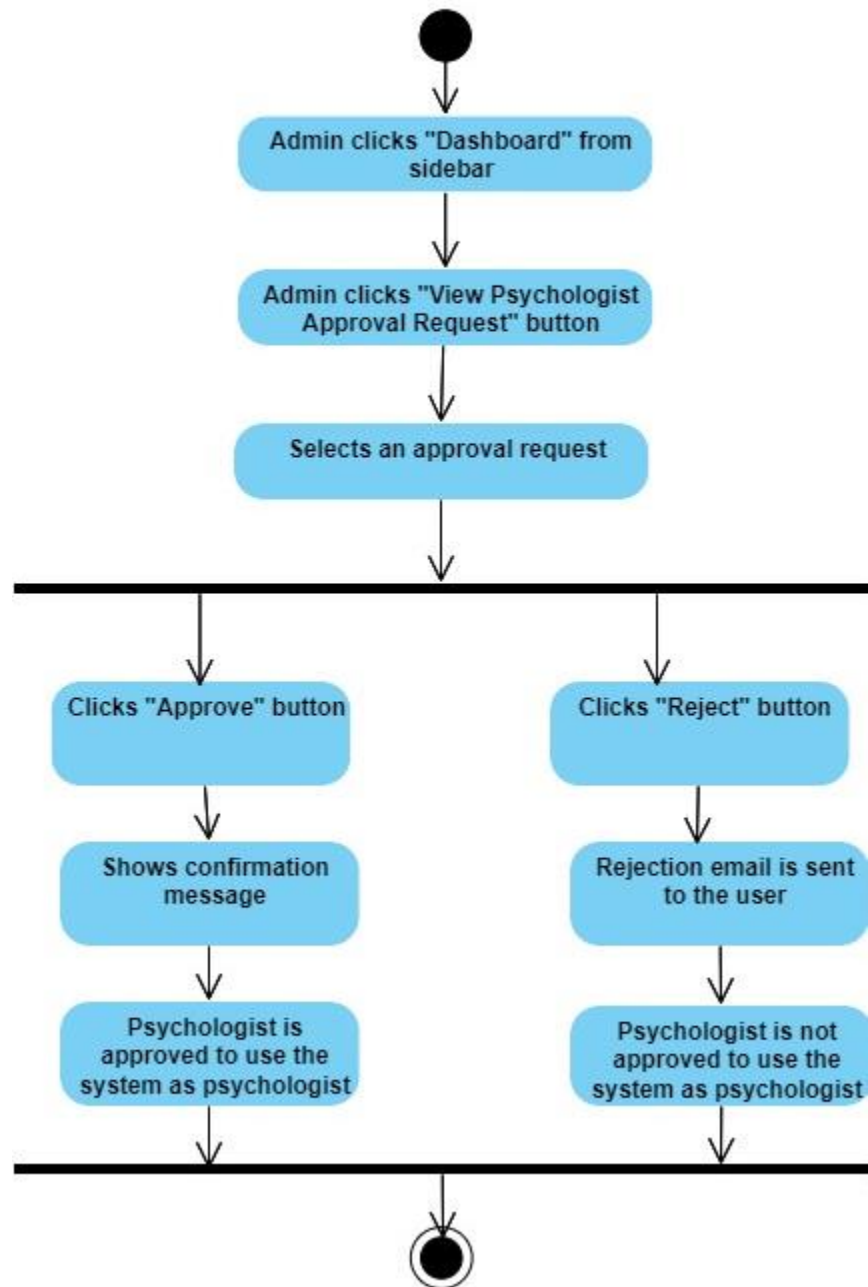 Admin clicks "Dashboard" from
sidebar
Admin clicks "View Psychologist
Approval Request" button
Selects an approval request
Clicks "Approve" button
Clicks "Reject" button
Shows confirmation
message
Rejection email is sent
to the user
Psychologist is
approved to use the
system as psychologist
Psychologist is not
approved to use the
system as psychologist